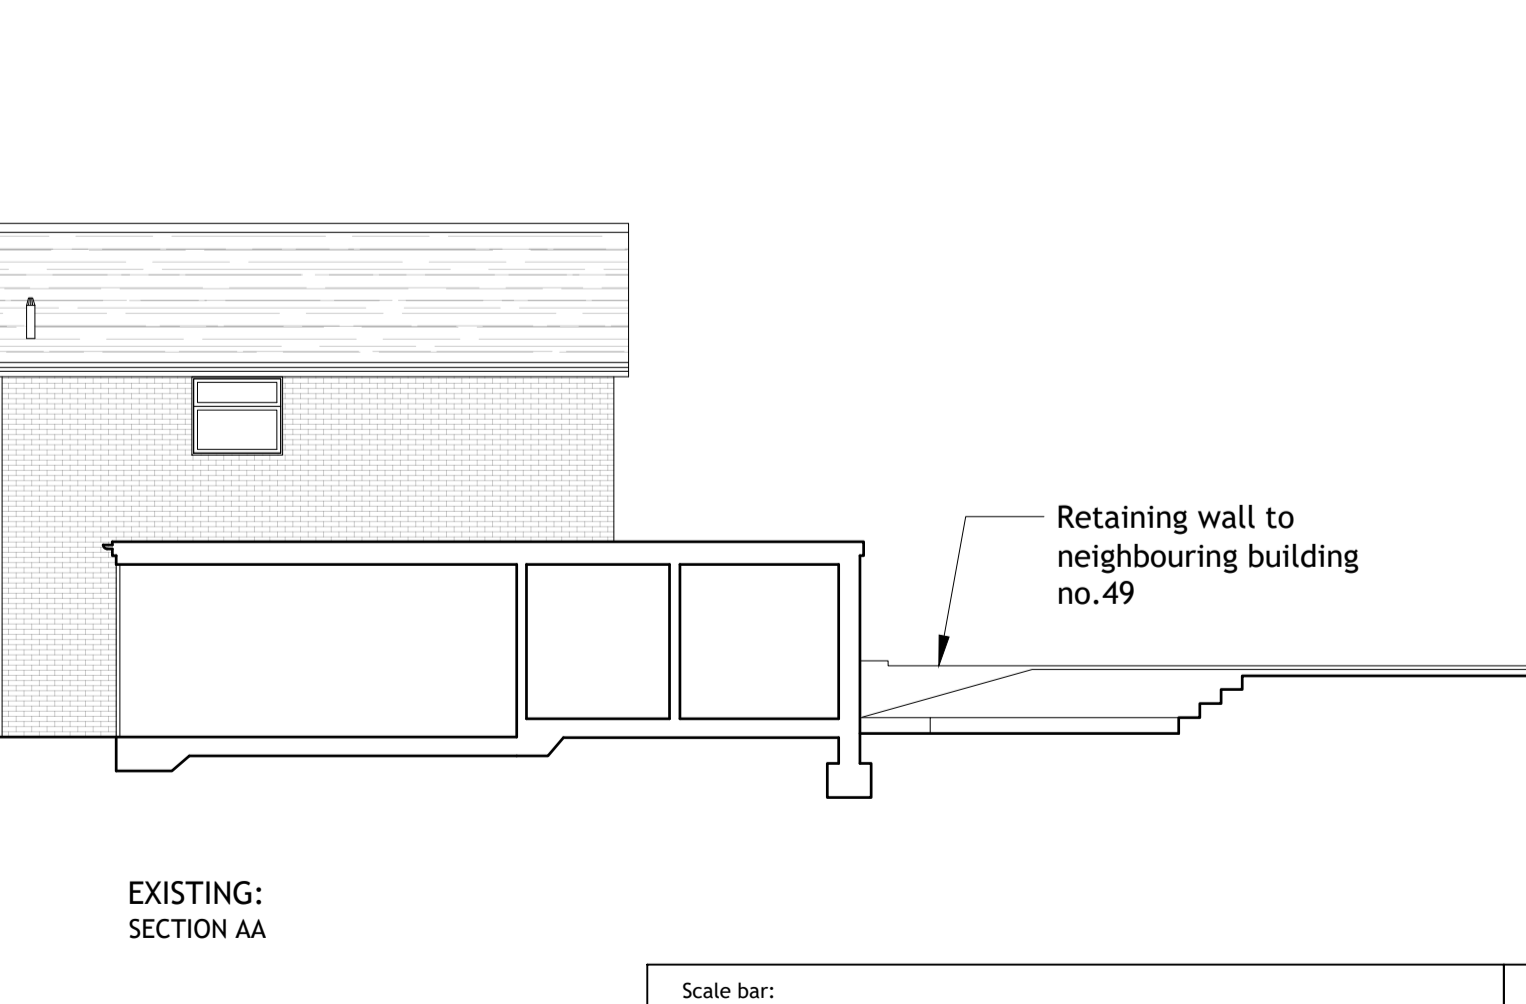 Retaining wall to
neighbouring building
no.49
EXISTING:
SECTION AA
Scale bar: